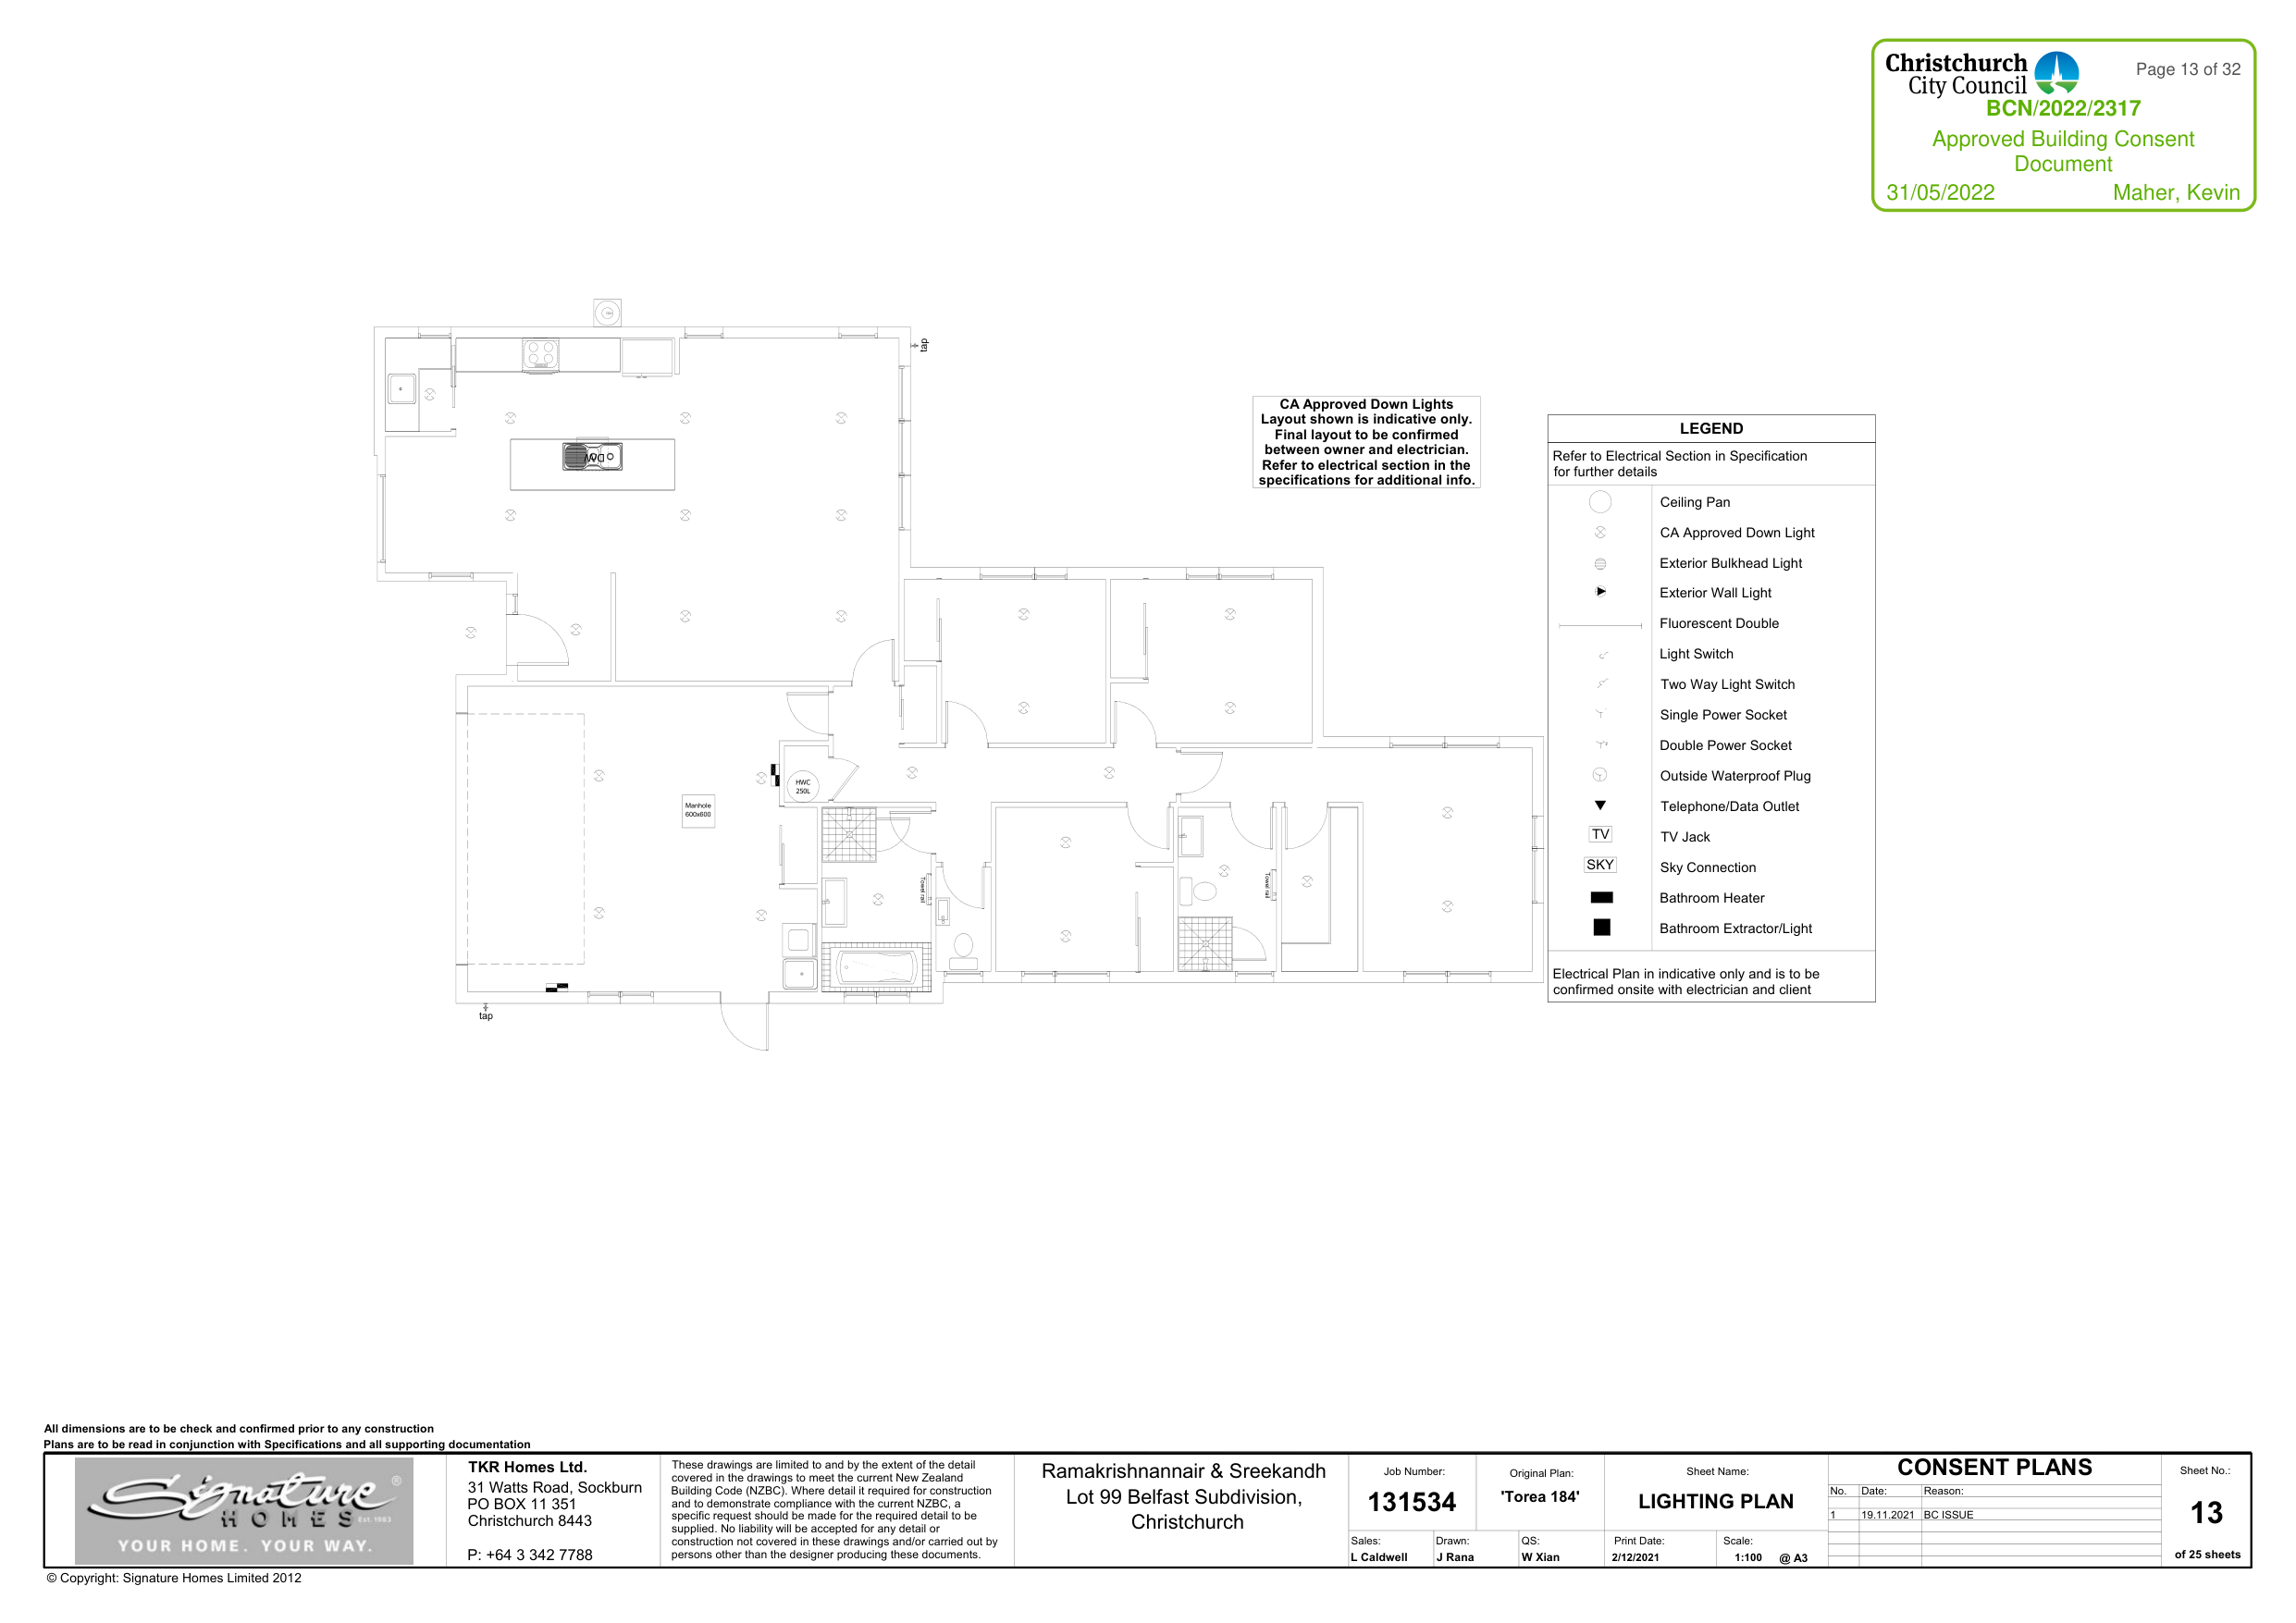 Christchurch
City Council
Page 13 of 32
BCN/2022/2317
Approved Building Consent
Document
31/05/2022 Maher, Kevin
tap
CA Approved Down Lights
Layout shown is indicative only.
Final layout to be confirmed
between owner and electrician.
Refer to electrical section in the
specifications for additional info.
DW
LEGEND
Refer to Electrical Section in Specification
for further details
Ceiling Pan
CA Approved Down Light
Exterior Bulkhead Light
Exterior Wall Light
Fluorescent Double
Light Switch
Two Way Light Switch
Single Power Socket
Double Power Socket
Outside Waterproof Plug
Telephone/Data Outlet
TV TV Jack
SKY Sky Connection
Bathroom Heater
Bathroom Extractor/Light
Electrical Plan in indicative only and is to be
confirmed onsite with electrician and client
HWC
250L
Manhole
600x600
Towel rail
Towel rail
tap
All dimensions are to be check and confirmed prior to any construction
Plans are to be read in conjunction with Specifications and all supporting documentation
Signature ®
HOMES Est. 1983
YOUR HOME. YOUR WAY.
TKR Homes Ltd.
31 Watts Road, Sockburn
PO BOX 11 351
Christchurch 8443
P: +64 3 342 7788
These drawings are limited to and by the extent of the detail
covered in the drawings to meet the current New Zealand
Building Code (NZBC). Where detail it required for construction
and to demonstrate compliance with the current NZBC, a
specific request should be made for the required detail to be
supplied. No liability will be accepted for any detail or
construction not covered in these drawings and/or carried out by
persons other than the designer producing these documents.
Ramakrishnannair & Sreekandh
Lot 99 Belfast Subdivision,
Christchurch
Job Number:
131534
Original Plan:
'Torea 184'
Sheet Name:
LIGHTING PLAN
Sales:
L Caldwell
Drawn:
J Rana
QS:
W Xian
Print Date:
2/12/2021
Scale:
1:100 @ A3
CONSENT PLANS
No. Date: Reason:
1 19.11.2021 BC ISSUE
Sheet No.:
13
of 25 sheets
© Copyright: Signature Homes Limited 2012